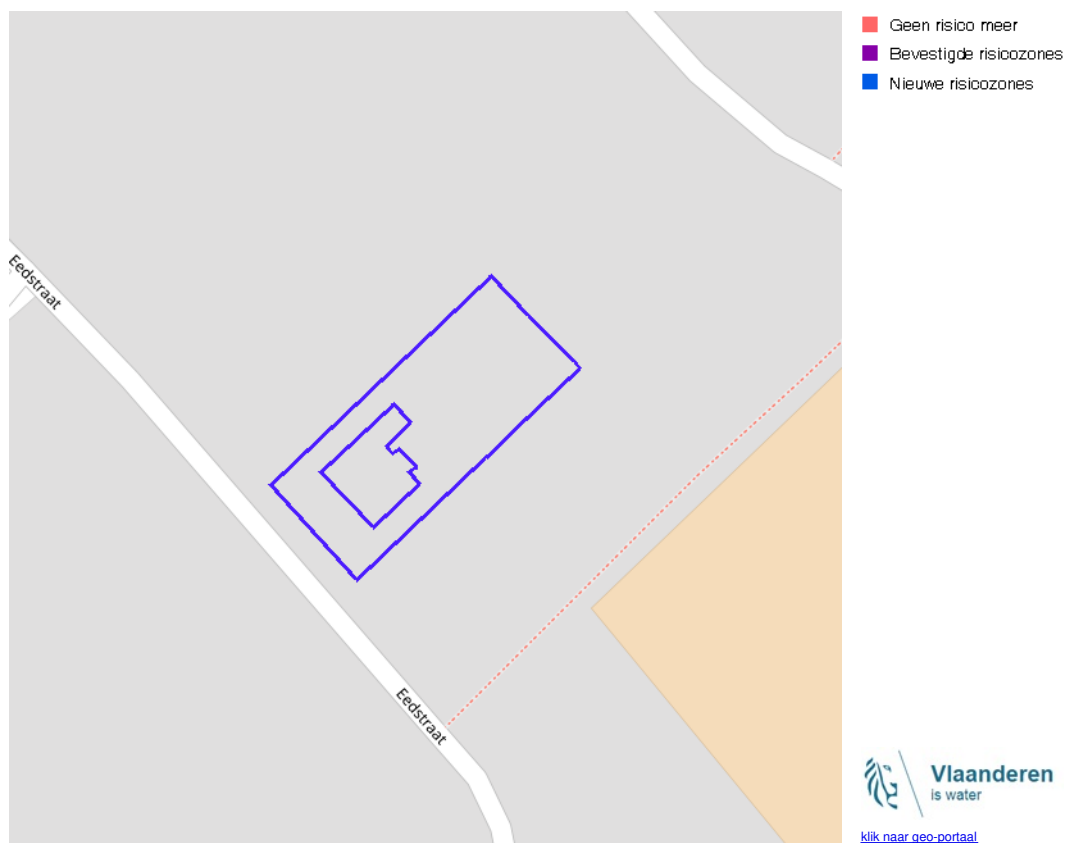 Geen risico meer
Bevestigde risicozones
Nieuwe risicozones
Eedstraat
Eedstraat
Vlaanderen
is water
klik naar geo-portaal